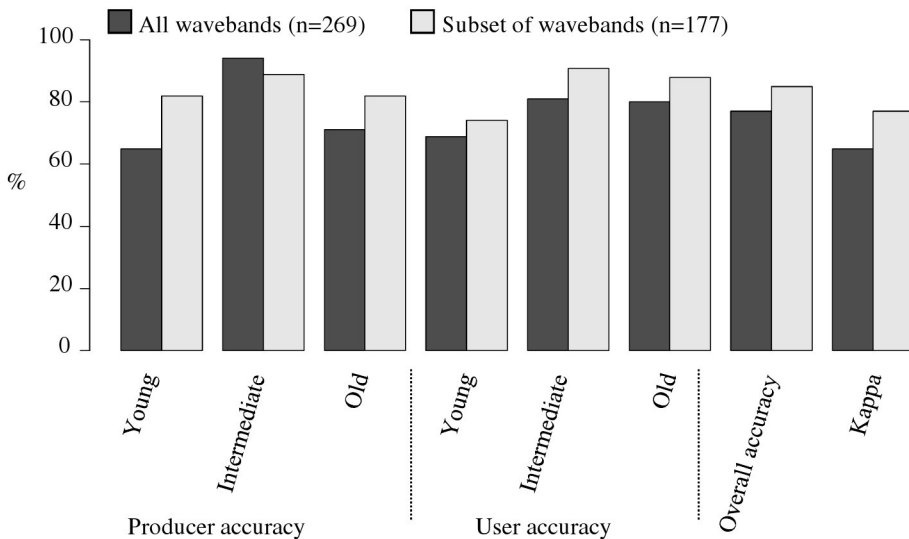 All wavebands (n=269)
Subset of wavebands (n=177)
100
80
60
40
20
0
%
Young
Intermediate
Old
Young
Intermediate
Old
Overall accuracy
Kappa
Producer accuracy
User accuracy